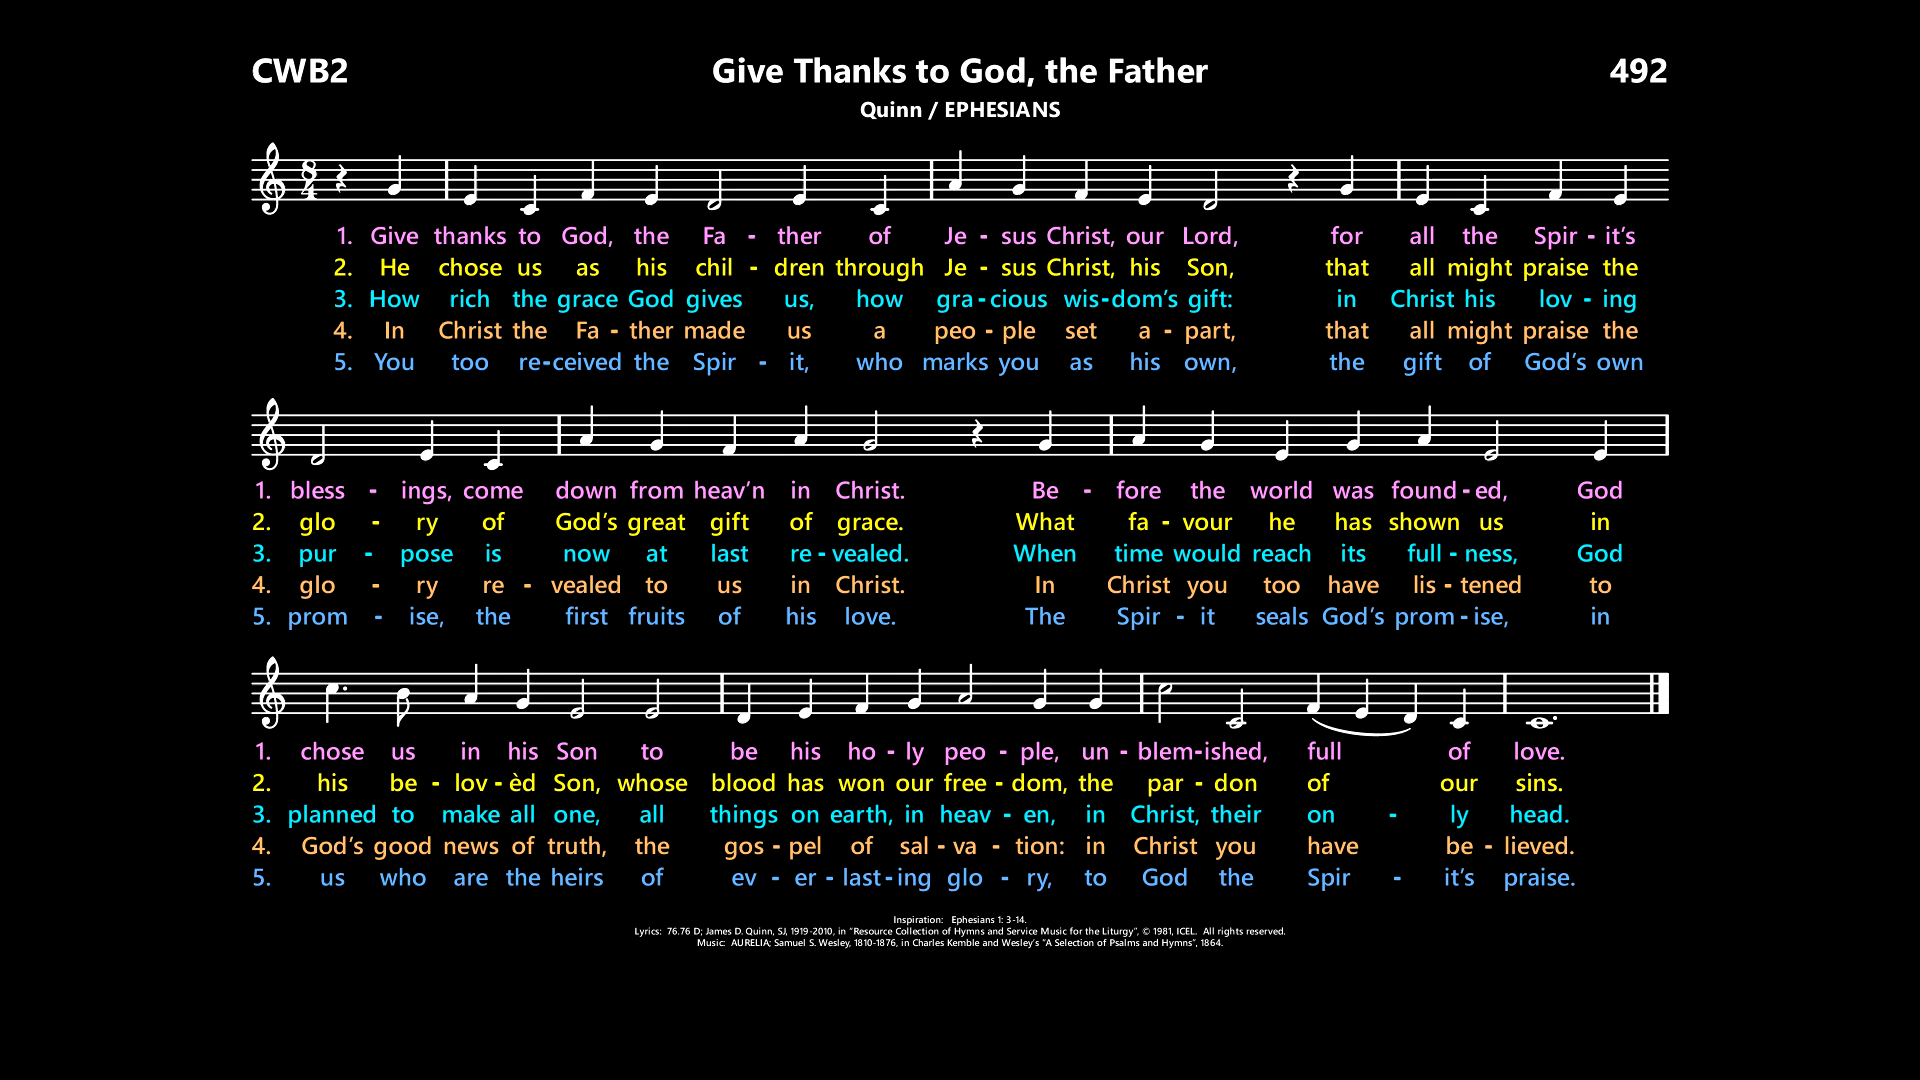 CWB2 Give Thanks to God, the Father 492
Quinn / EPHESIANS
8
4
1. Give thanks to God, the Fa - ther of Je - sus Christ, our Lord, for all the Spir - it's
2. He chose us as his chil - dren through Je - sus Christ, his Son, that all might praise the
3. How rich the grace God gives us, how gra - cious wis - dom's gift: in Christ his lov - ing
4. In Christ the Fa - ther made us a peo - ple set a - part, that all might praise the
5. You too re - ceived the Spir - it, who marks you as his own, the gift of God's own
1. bless - ings, come down from heav'n in Christ. Be - fore the world was found - ed, God
2. glo - ry of God's great gift of grace. What fa - vour he has shown us in
3. pur - pose is now at last re - vealed. When time would reach its full - ness, God
4. glo - ry re - vealed to us in Christ. In Christ you too have lis - tened to
5. prom - ise, the first fruits of his love. The Spir - it seals God's prom - ise, in
1. chose us in his Son to be his ho - ly peo - ple, un - blem - ished, full of love.
2. his be - lov - èd Son, whose blood has won our free - dom, the par - don of our sins.
3. planned to make all one, all things on earth, in heav - en, in Christ, their on - ly head.
4. God's good news of truth, the gos - pel of sal - va - tion: in Christ you have be - lieved.
5. us who are the heirs of ev - er - last - ing glo - ry, to God the Spir - it's praise.
Inspiration: Ephesians 1: 3-14.
Lyrics: 76.76 D; James D. Quinn, SJ, 1919-2010, in "Resource Collection of Hymns and Service Music for the Liturgy", © 1981, ICEL. All rights reserved.
Music: AURELIA; Samuel S. Wesley, 1810-1876, in Charles Kemble and Wesley's "A Selection of Psalms and Hymns", 1864.